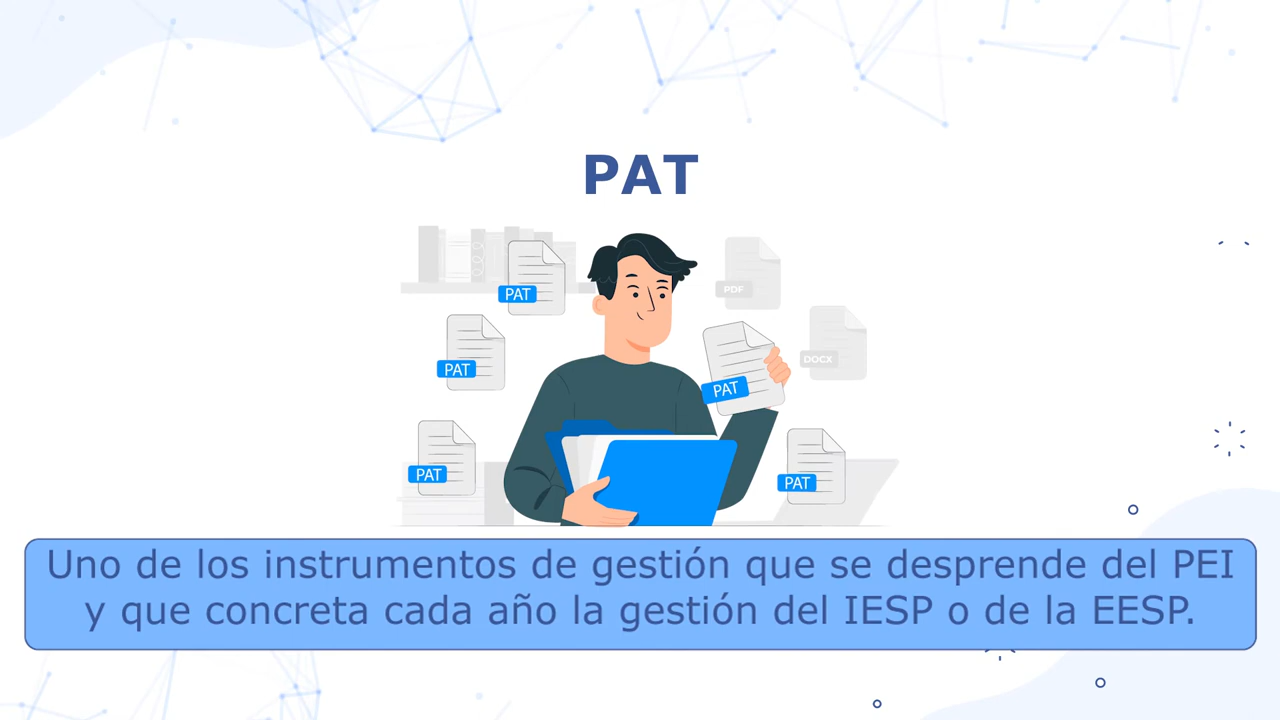 PAT
PAT
PDF
PAT
DOCX
PAT
PAT
PAT
Uno de los instrumentos de gestión que se desprende del PEI
y que concreta cada año la gestión del IESP o de la EESP.